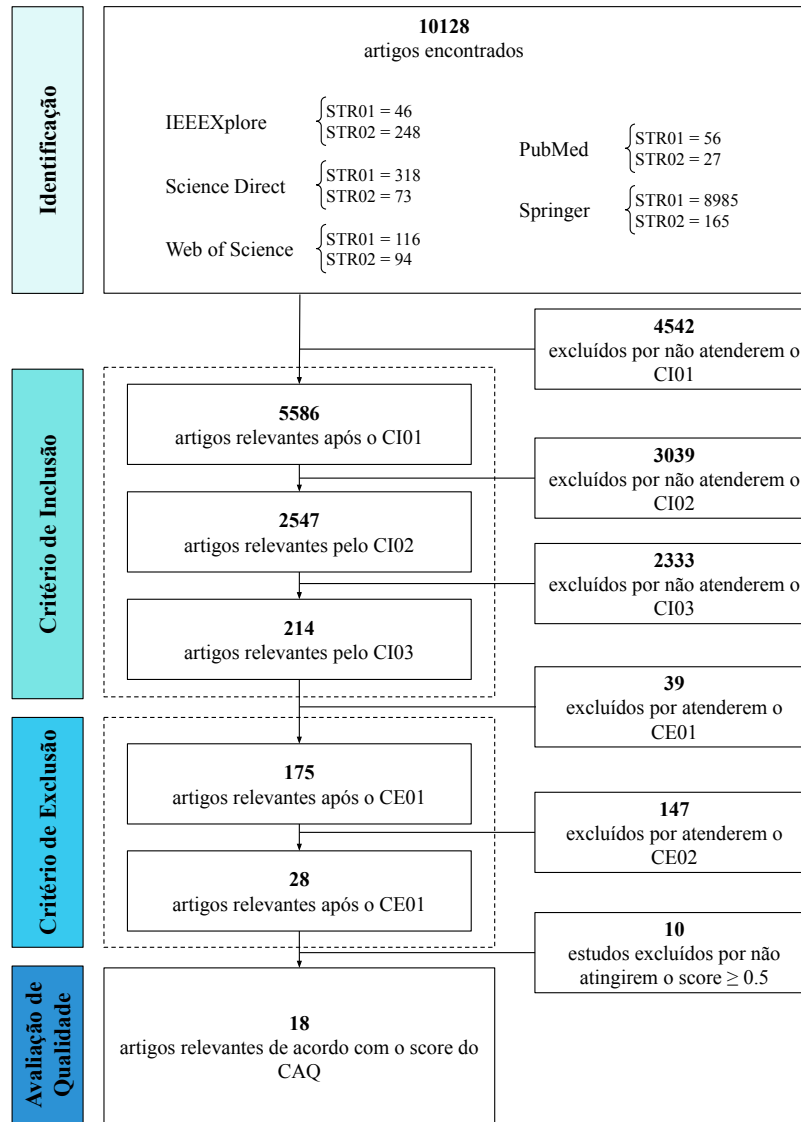 Identificação
10128
artigos encontrados
IEEEXplore
STR01 = 46
STR02 = 248
Science Direct
STR01 = 318
STR02 = 73
Web of Science
STR01 = 116
STR02 = 94
PubMed
STR01 = 56
STR02 = 27
Springer
STR01 = 8985
STR02 = 165
4542
excluídos por não atenderem o
CI01
Critério de Inclusão
5586
artigos relevantes após o CI01
3039
excluídos por não atenderem o
CI02
2547
artigos relevantes pelo CI02
2333
excluídos por não atenderem o
CI03
214
artigos relevantes pelo CI03
39
excluídos por atenderem o
CE01
Critério de Exclusão
175
artigos relevantes após o CE01
147
excluídos por atenderem o
CE02
28
artigos relevantes após o CE01
10
estudos excluídos por não
atingirem o score ≥ 0.5
Avaliação de
Qualidade
18
artigos relevantes de acordo com o score do
CAQ